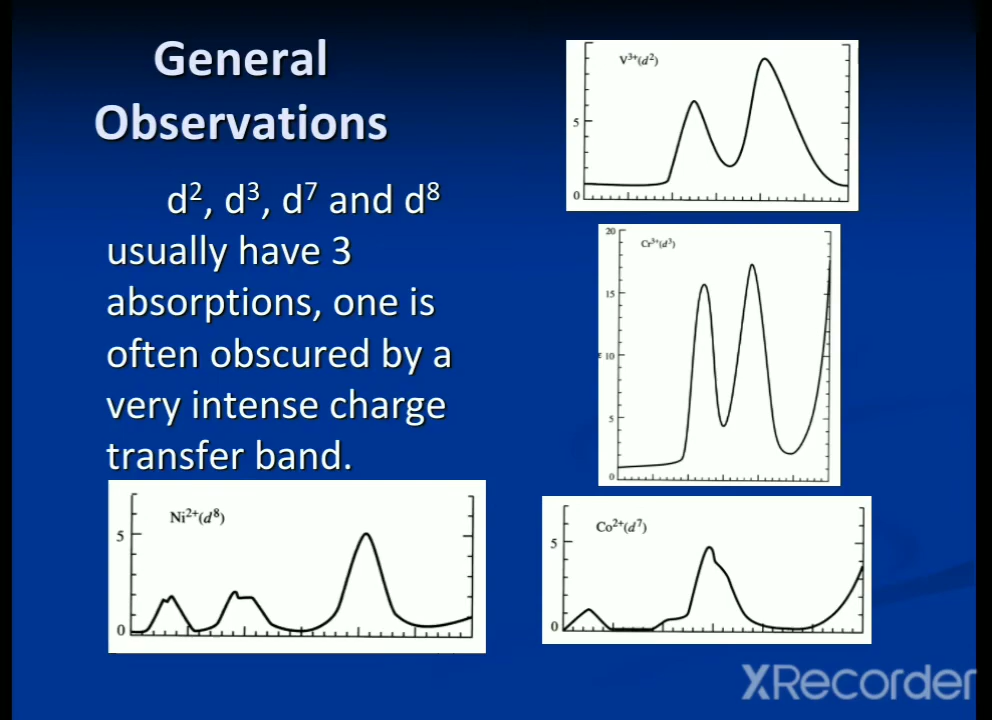 General
Observations
d², d³, d⁷ and d⁸
usually have 3
absorptions, one is
often obscured by a
very intense charge
transfer band.
V³⁺(d²)
5
0
20
Cr³⁺(d³)
15
10
5
0
Ni²⁺(d⁸)
5
0
Co²⁺(d⁷)
5
0
XRecorder